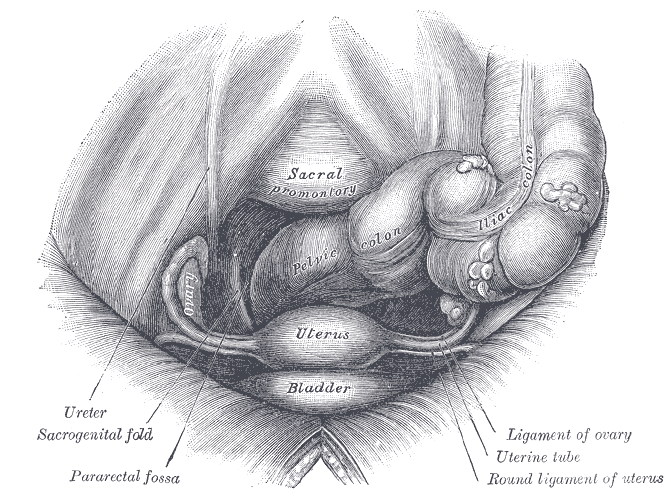 Sacral
promontory
Iliac colon
Pelvic colon
Ovary
Uterus
Bladder
Ureter
Sacrogenital fold
Pararectal fossa
Ligament of ovary
Uterine tube
Round ligament of uterus